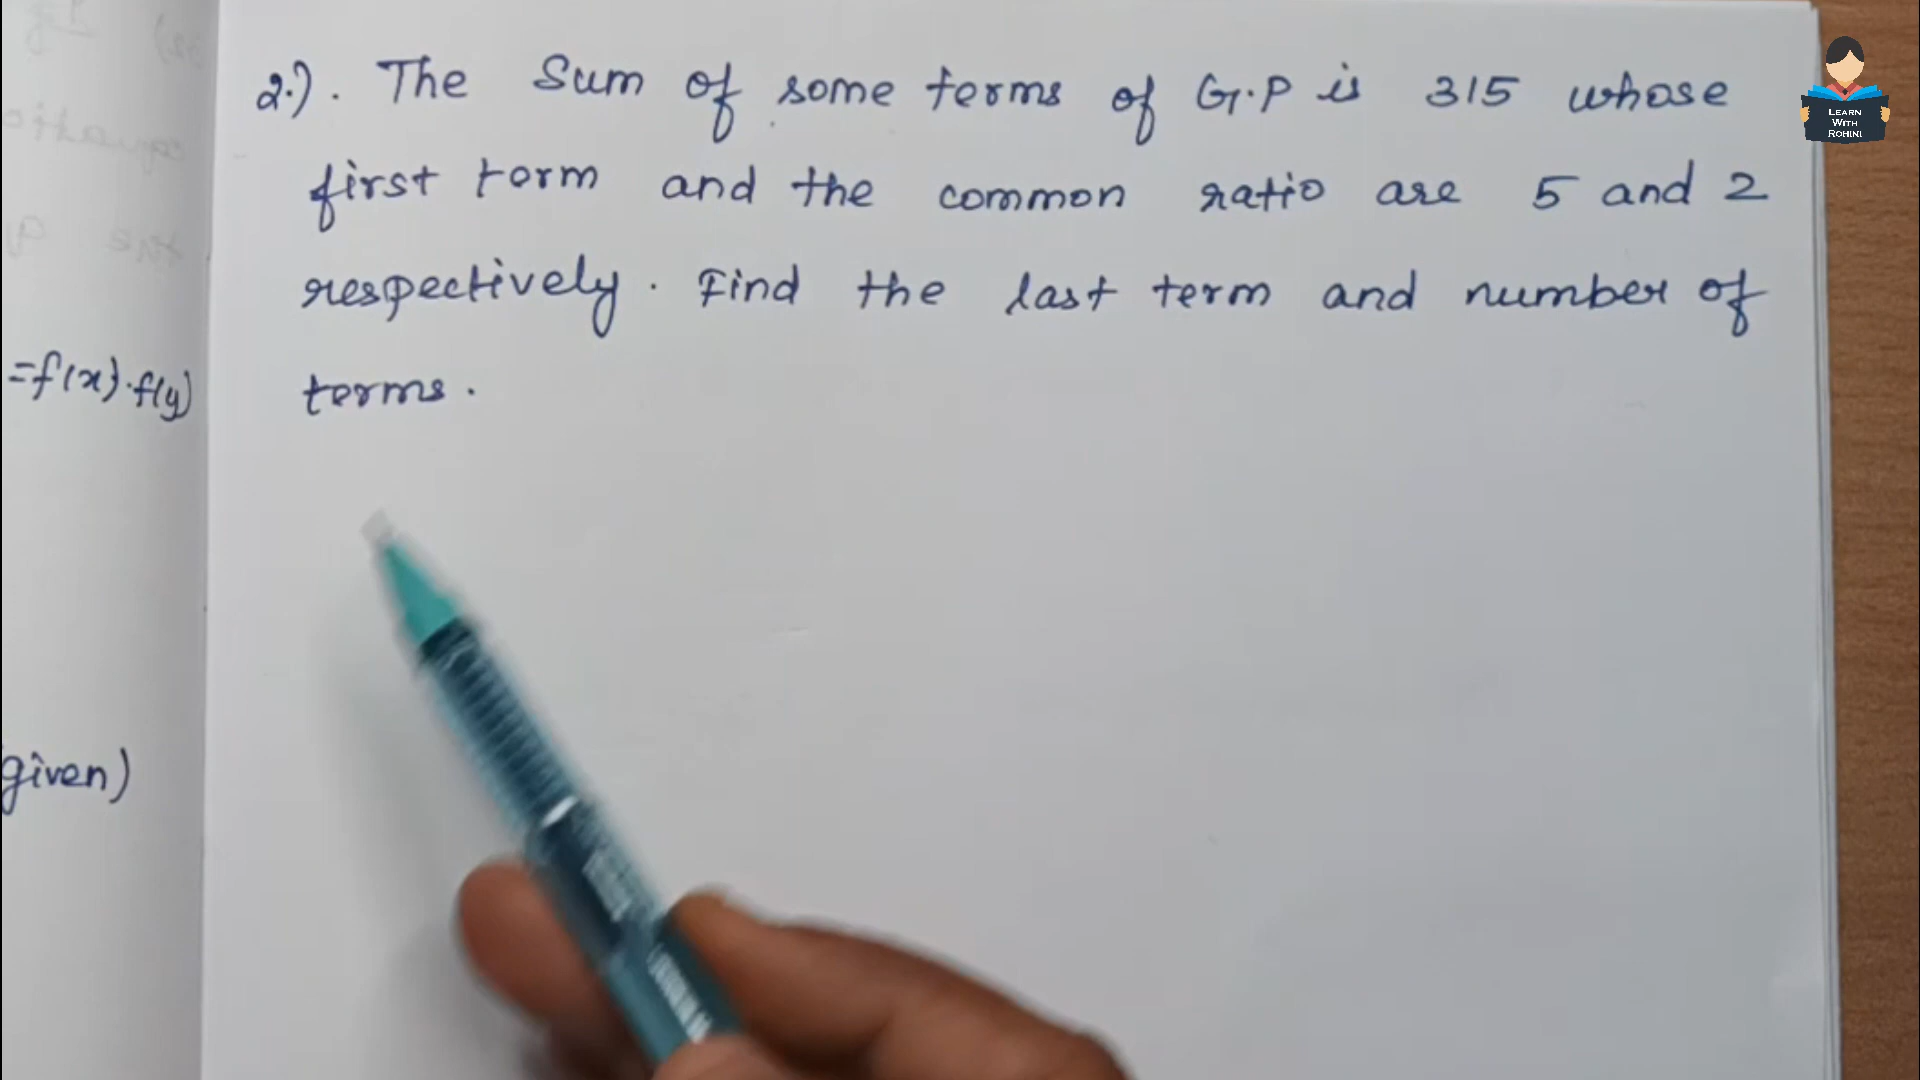 2.). The Sum of some terms of G.P is 315 whose
first term and the common ratio are 5 and 2
respectively. Find the last term and number of
terms.
=f(x).f(y)
given)
LEARN
WITH
ROHINI